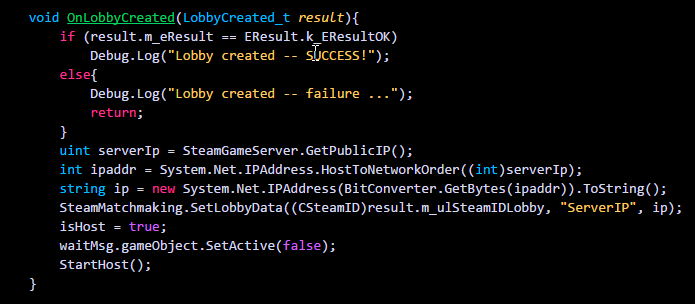 void OnLobbyCreated(LobbyCreated_t result){
    if (result.m_eResult == EResult.k_EResultOK)
        Debug.Log("Lobby created -- SUCCESS!");
    else{
        Debug.Log("Lobby created -- failure ...");
        return;
    }
    uint serverIp = SteamGameServer.GetPublicIP();
    int ipaddr = System.Net.IPAddress.HostToNetworkOrder((int)serverIp);
    string ip = new System.Net.IPAddress(BitConverter.GetBytes(ipaddr)).ToString();
    SteamMatchmaking.SetLobbyData((CSteamID)result.m_ulSteamIDLobby, "ServerIP", ip);
    isHost = true;
    waitMsg.gameObject.SetActive(false);
    StartHost();
}